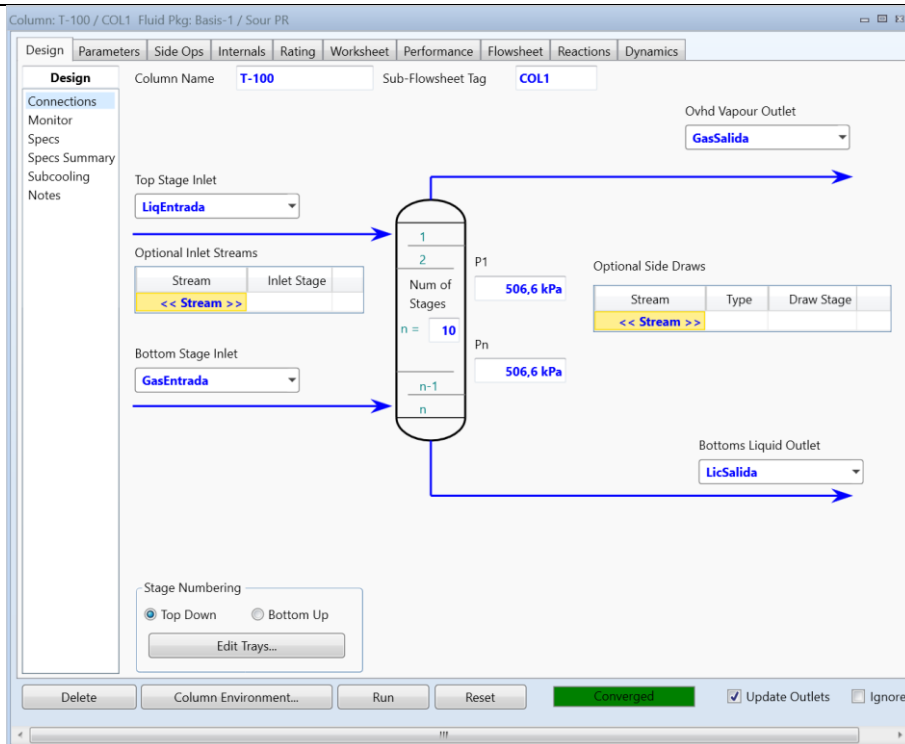 Column: T-100 / COL1 Fluid Pkg: Basis-1 / Sour PR
Design Parameters Side Ops Internals Rating Worksheet Performance Flowsheet Reactions Dynamics
Design
Connections
Monitor
Specs
Specs Summary
Subcooling
Notes
Column Name T-100 Sub-Flowsheet Tag COL1
Ovhd Vapour Outlet
GasSalida
Top Stage Inlet
LiqEntrada
Optional Inlet Streams
Stream Inlet Stage
<< Stream >>
Bottom Stage Inlet
GasEntrada
1
2
Num of
Stages
n = 10
n-1
n
P1
506,6 kPa
Pn
506,6 kPa
Optional Side Draws
Stream Type Draw Stage
<< Stream >>
Bottoms Liquid Outlet
LicSalida
Stage Numbering
Top Down Bottom Up
Edit Trays...
Delete Column Environment... Run Reset Converged Update Outlets Ignore